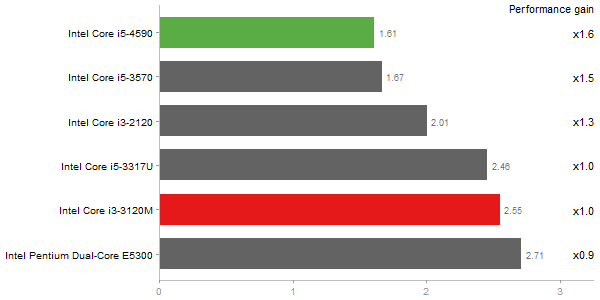 Performance gain
Intel Core i5-4590 1.61 x1.6
Intel Core i5-3570 1.67 x1.5
Intel Core i3-2120 2.01 x1.3
Intel Core i5-3317U 2.46 x1.0
Intel Core i3-3120M 2.55 x1.0
Intel Pentium Dual-Core E5300 2.71 x0.9
0 1 2 3